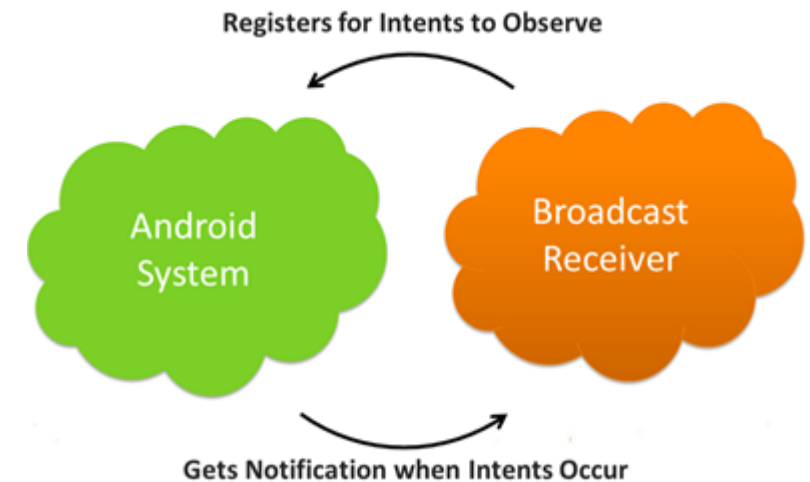 Registers for Intents to Observe
Android
System
Broadcast
Receiver
Gets Notification when Intents Occur